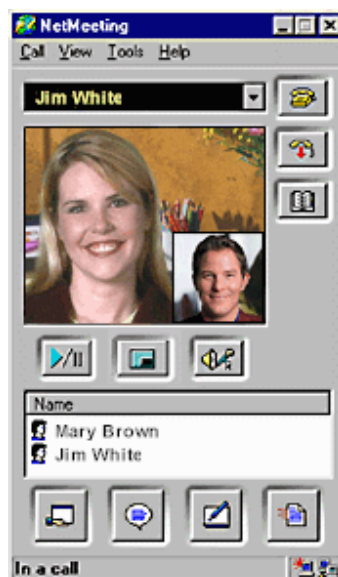 NetMeeting
Call View Tools Help
Jim White
Name
Mary Brown
Jim White
In a call